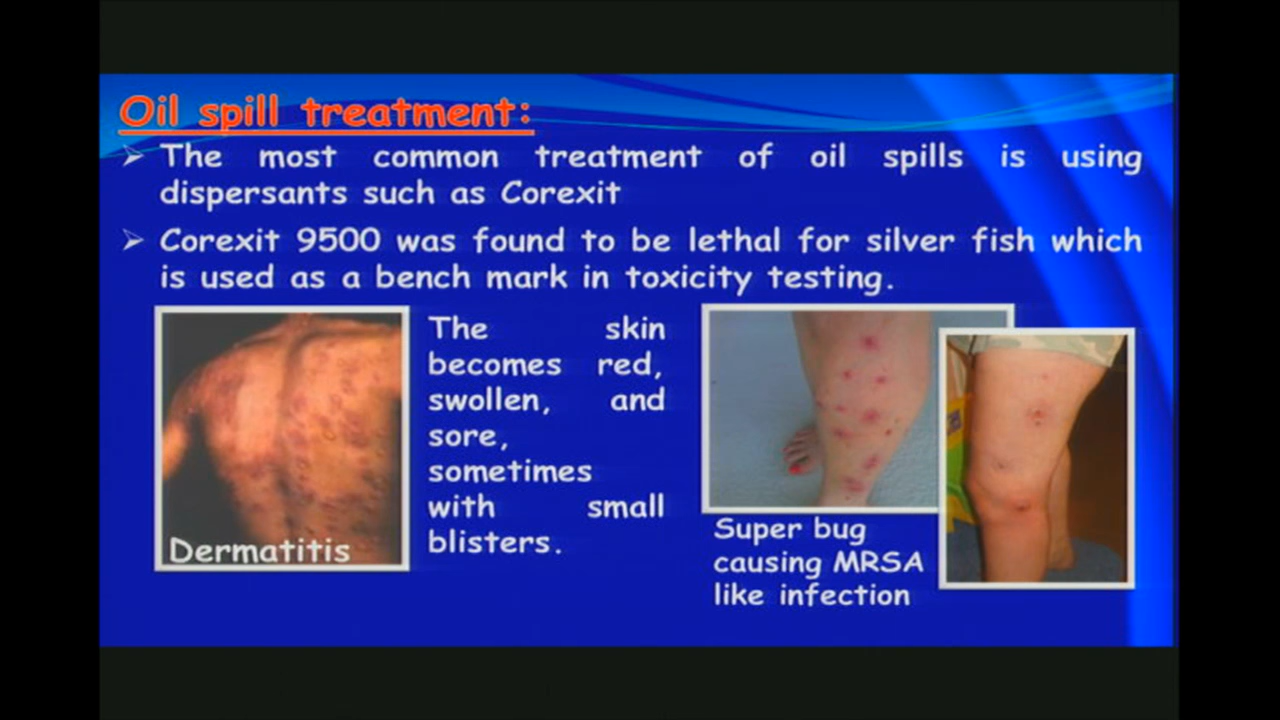 Oil spill treatment:
The most common treatment of oil spills is using
dispersants such as Corexit
Corexit 9500 was found to be lethal for silver fish which
is used as a bench mark in toxicity testing.
The skin
becomes red,
swollen, and
sore,
sometimes
with small
blisters.
Dermatitis
Super bug
causing MRSA
like infection